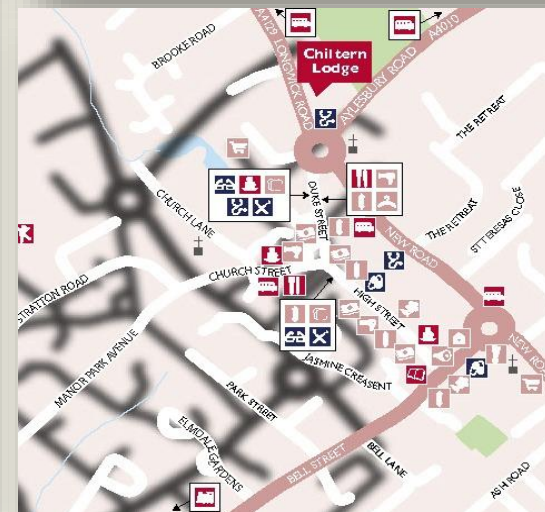 BROOKE ROAD
A4129 LONGWICK ROAD
A4010
AYLESBURY ROAD
Chiltern
Lodge
THE RETREAT
DUKE STREET
CHURCH LANE
THE RETREAT
ST TERESAS CLOSE
NEW ROAD
CHURCH STREET
STRATTON ROAD
HIGH STREET
MANOR PARK AVENUE
NEW RO
JASMINE CREASENT
PARK STREET
ELMDALE GARDENS
BELL STREET
BELL LANE
ASH ROAD